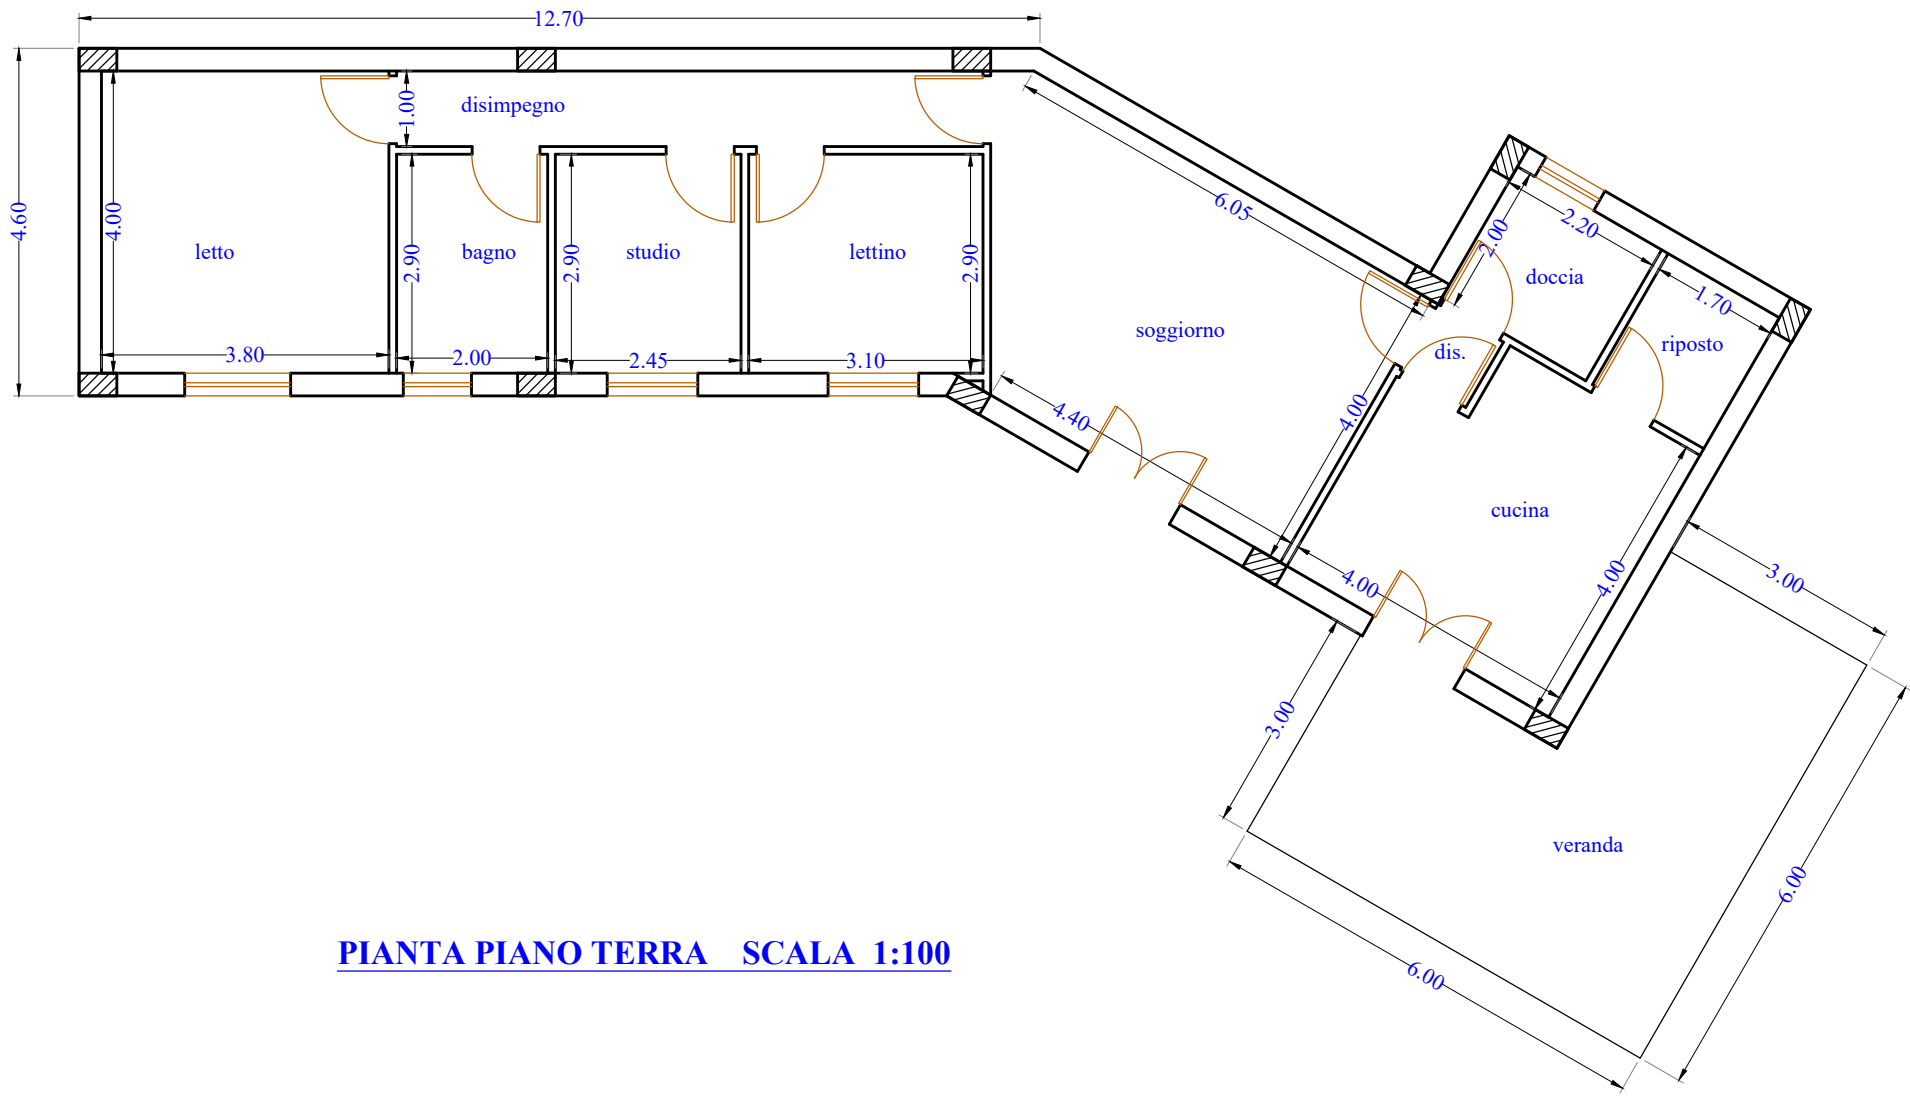 12.70
disimpegno
1.00
4.60
4.00
letto
2.90
bagno
2.90
studio
lettino
2.90
3.80
2.00
2.45
3.10
6.05
2.00
2.20
doccia
1.70
soggiorno
dis.
riposto
4.40
4.00
cucina
4.00
4.00
3.00
3.00
veranda
6.00
6.00
PIANTA PIANO TERRA SCALA 1:100